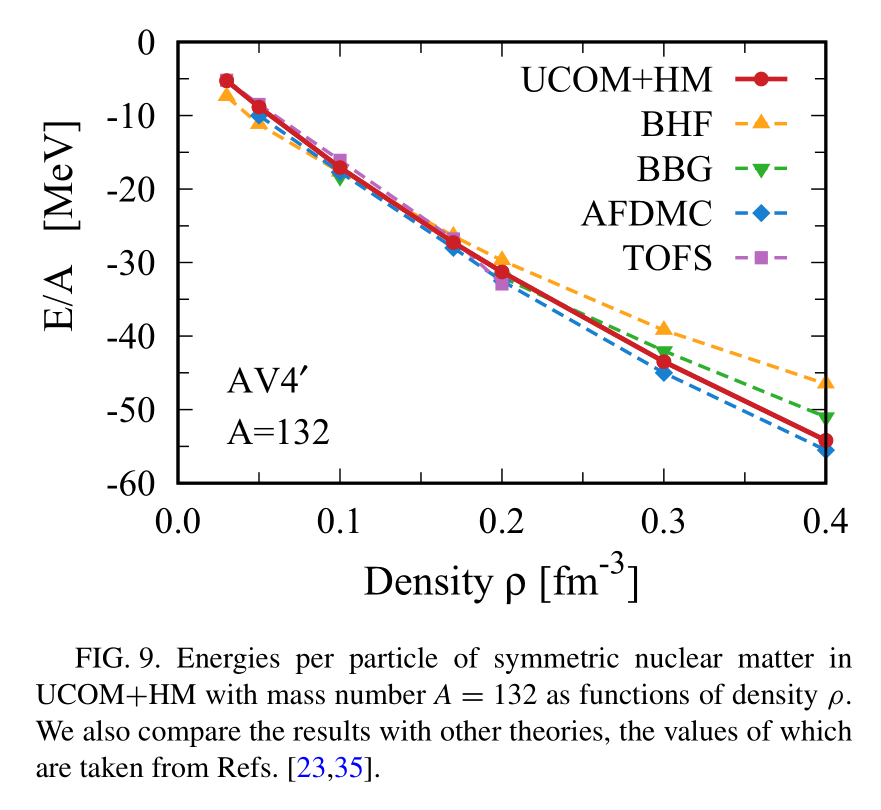 0
-10
-20
-30
-40
-50
-60
E/A [MeV]
UCOM+HM
BHF
BBG
AFDMC
TOFS
AV4′
A=132
0.0 0.1 0.2 0.3 0.4
Density ρ [fm⁻³]
FIG. 9. Energies per particle of symmetric nuclear matter in
UCOM+HM with mass number A = 132 as functions of density ρ.
We also compare the results with other theories, the values of which
are taken from Refs. [23,35].